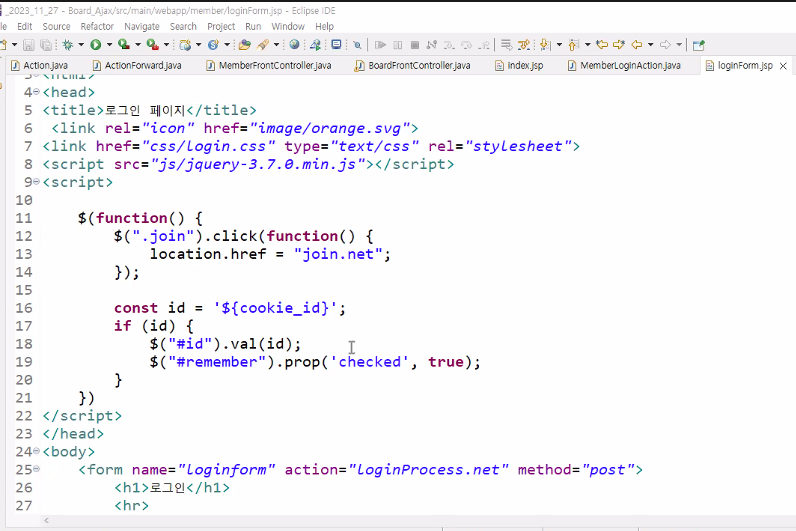 _2023_11_27 - Board_Ajax/src/main/webapp/member/loginForm.jsp - Eclipse IDE
Edit Source Refactor Navigate Search Project Run Window Help
Action.java ActionForward.java MemberFrontController.java BoardFrontController.java index.jsp MemberLoginAction.java loginForm.jsp
3 <html>
4 <head>
5 <title>로그인 페이지</title>
6 <link rel="icon" href="image/orange.svg">
7 <link href="css/login.css" type="text/css" rel="stylesheet">
8 <script src="js/jquery-3.7.0.min.js"></script>
9 <script>
10
11 $(function() {
12 $(".join").click(function() {
13 location.href = "join.net";
14 });
15
16 const id = '${cookie_id}';
17 if (id) {
18 $("#id").val(id);
19 $("#remember").prop('checked', true);
20 }
21 })
22 </script>
23 </head>
24 <body>
25 <form name="loginform" action="loginProcess.net" method="post">
26 <h1>로그인</h1>
27 <hr>